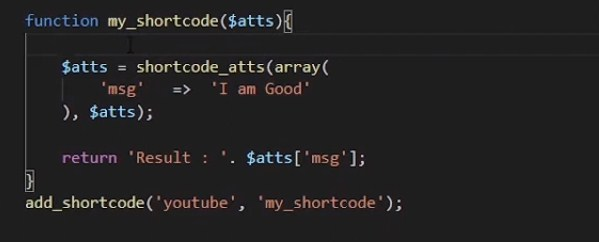 function my_shortcode($atts){
$atts = shortcode_atts(array(
'msg' => 'I am Good'
), $atts);
return 'Result : '. $atts['msg'];
}
add_shortcode('youtube', 'my_shortcode');